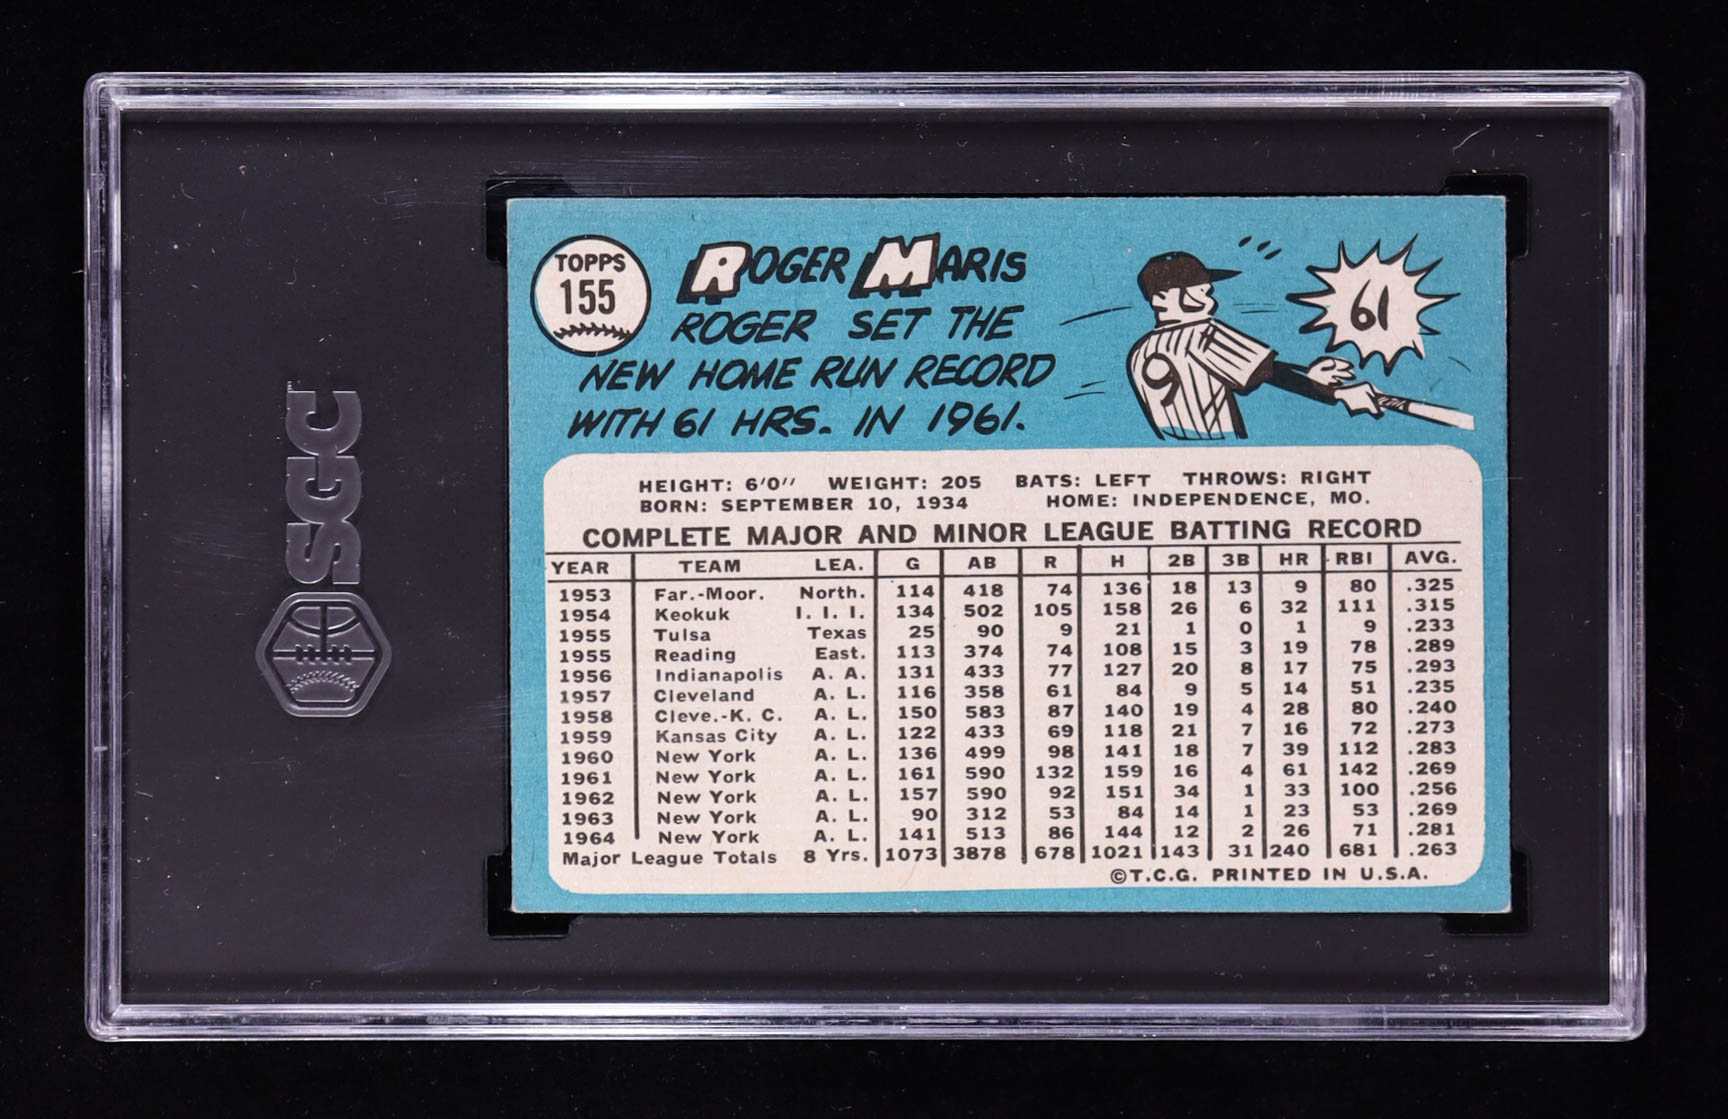 TOPPS
155
ROGER MARIS
ROGER SET THE
NEW HOME RUN RECORD
WITH 61 HRS. IN 1961.
61
9
SGC
HEIGHT: 6'0'' WEIGHT: 205 BATS: LEFT THROWS: RIGHT
BORN: SEPTEMBER 10, 1934 HOME: INDEPENDENCE, MO.
COMPLETE MAJOR AND MINOR LEAGUE BATTING RECORD
YEAR TEAM LEA. G AB R H 2B 3B HR RBI AVG.
1953 Far.-Moor. North. 114 418 74 136 18 13 9 80 .325
1954 Keokuk I. I. I. 134 502 105 158 26 6 32 111 .315
1955 Tulsa Texas 25 90 9 21 1 0 1 9 .233
1955 Reading East. 113 374 74 108 15 3 19 78 .289
1956 Indianapolis A. A. 131 433 77 127 20 8 17 75 .293
1957 Cleveland A. L. 116 358 61 84 9 5 14 51 .235
1958 Cleve.-K. C. A. L. 150 583 87 140 19 4 28 80 .240
1959 Kansas City A. L. 122 433 69 118 21 7 16 72 .273
1960 New York A. L. 136 499 98 141 18 7 39 112 .283
1961 New York A. L. 161 590 132 159 16 4 61 142 .269
1962 New York A. L. 157 590 92 151 34 1 33 100 .256
1963 New York A. L. 90 312 53 84 14 1 23 53 .269
1964 New York A. L. 141 513 86 144 12 2 26 71 .281
Major League Totals 8 Yrs. 1073 3878 678 1021 143 31 240 681 .263
©T.C.G. PRINTED IN U.S.A.